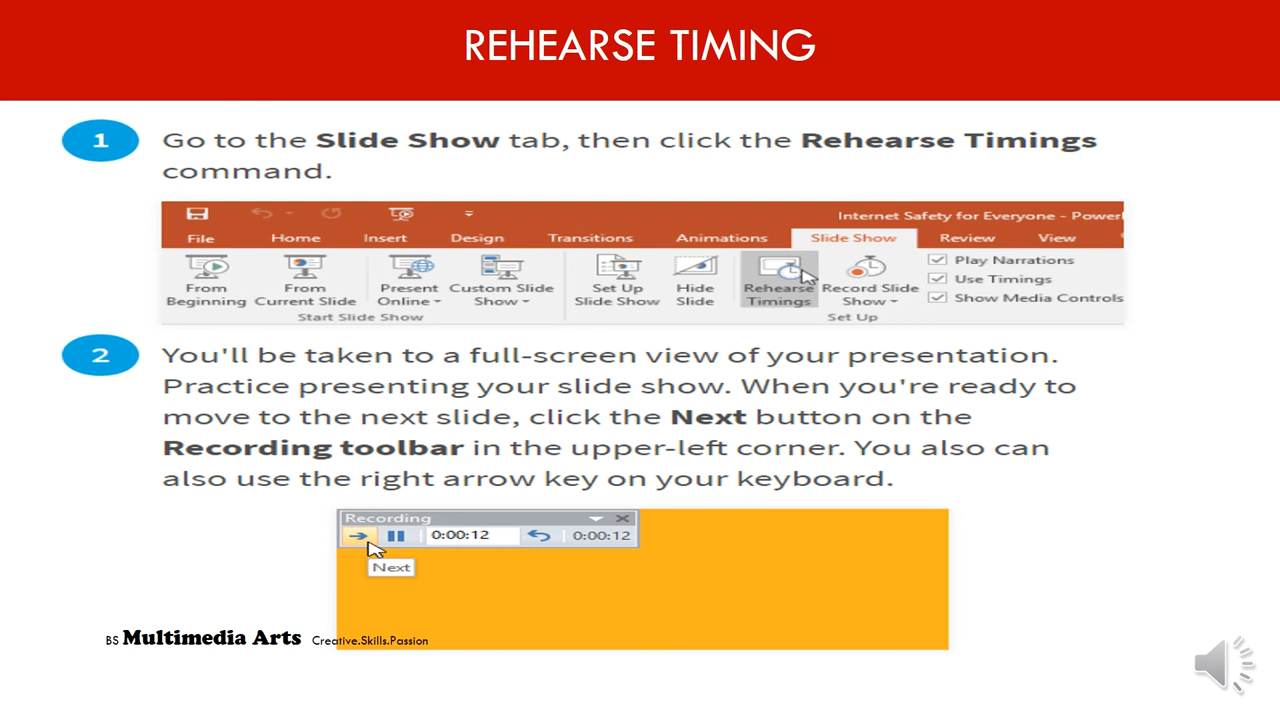 REHEARSE TIMING
1
Go to the Slide Show tab, then click the Rehearse Timings
command.
Internet Safety for Everyone - Power
File Home Insert Design Transitions Animations Slide Show Review View
From Beginning
From Current Slide
Present Online
Custom Slide Show
Set Up Slide Show
Hide Slide
Rehearse Timings
Record Slide Show
Play Narrations
Use Timings
Show Media Controls
Start Slide Show
Set Up
2
You'll be taken to a full-screen view of your presentation.
Practice presenting your slide show. When you're ready to
move to the next slide, click the Next button on the
Recording toolbar in the upper-left corner. You also can
also use the right arrow key on your keyboard.
Recording
0:00:12 0:00:12
Next
BS Multimedia Arts Creative.Skills.Passion